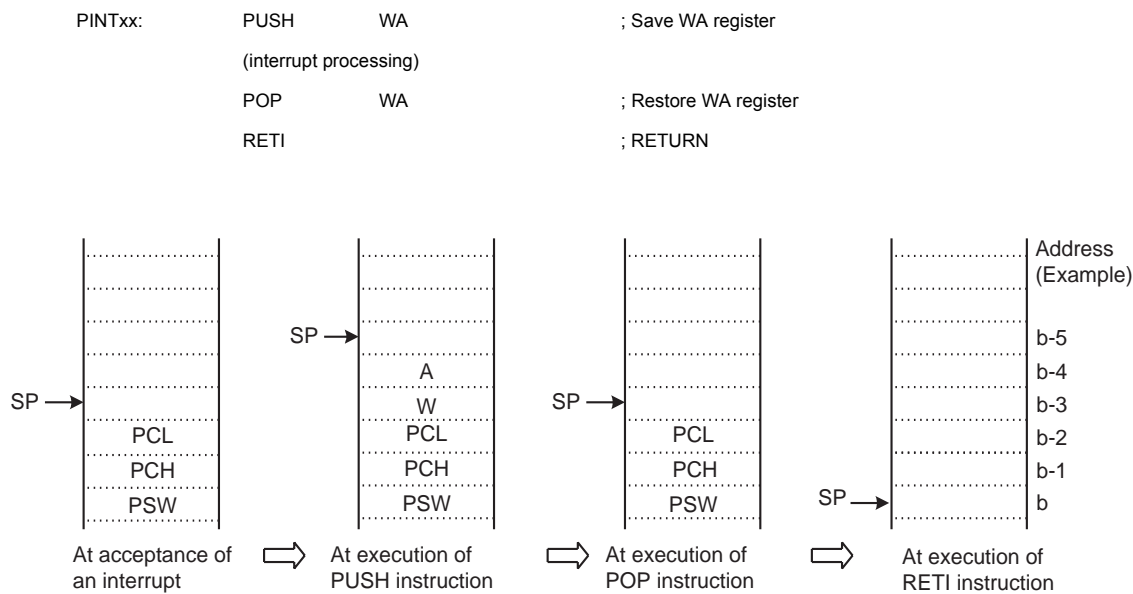 PINTxx: PUSH WA ; Save WA register
(interrupt processing)
POP WA ; Restore WA register
RETI ; RETURN
Address
(Example)
SP b-5
A b-4
SP W SP b-3
PCL PCL PCL b-2
PCH PCH PCH b-1
PSW PSW PSW SP b
At acceptance of
an interrupt
At execution of
PUSH instruction
At execution of
POP instruction
At execution of
RETI instruction